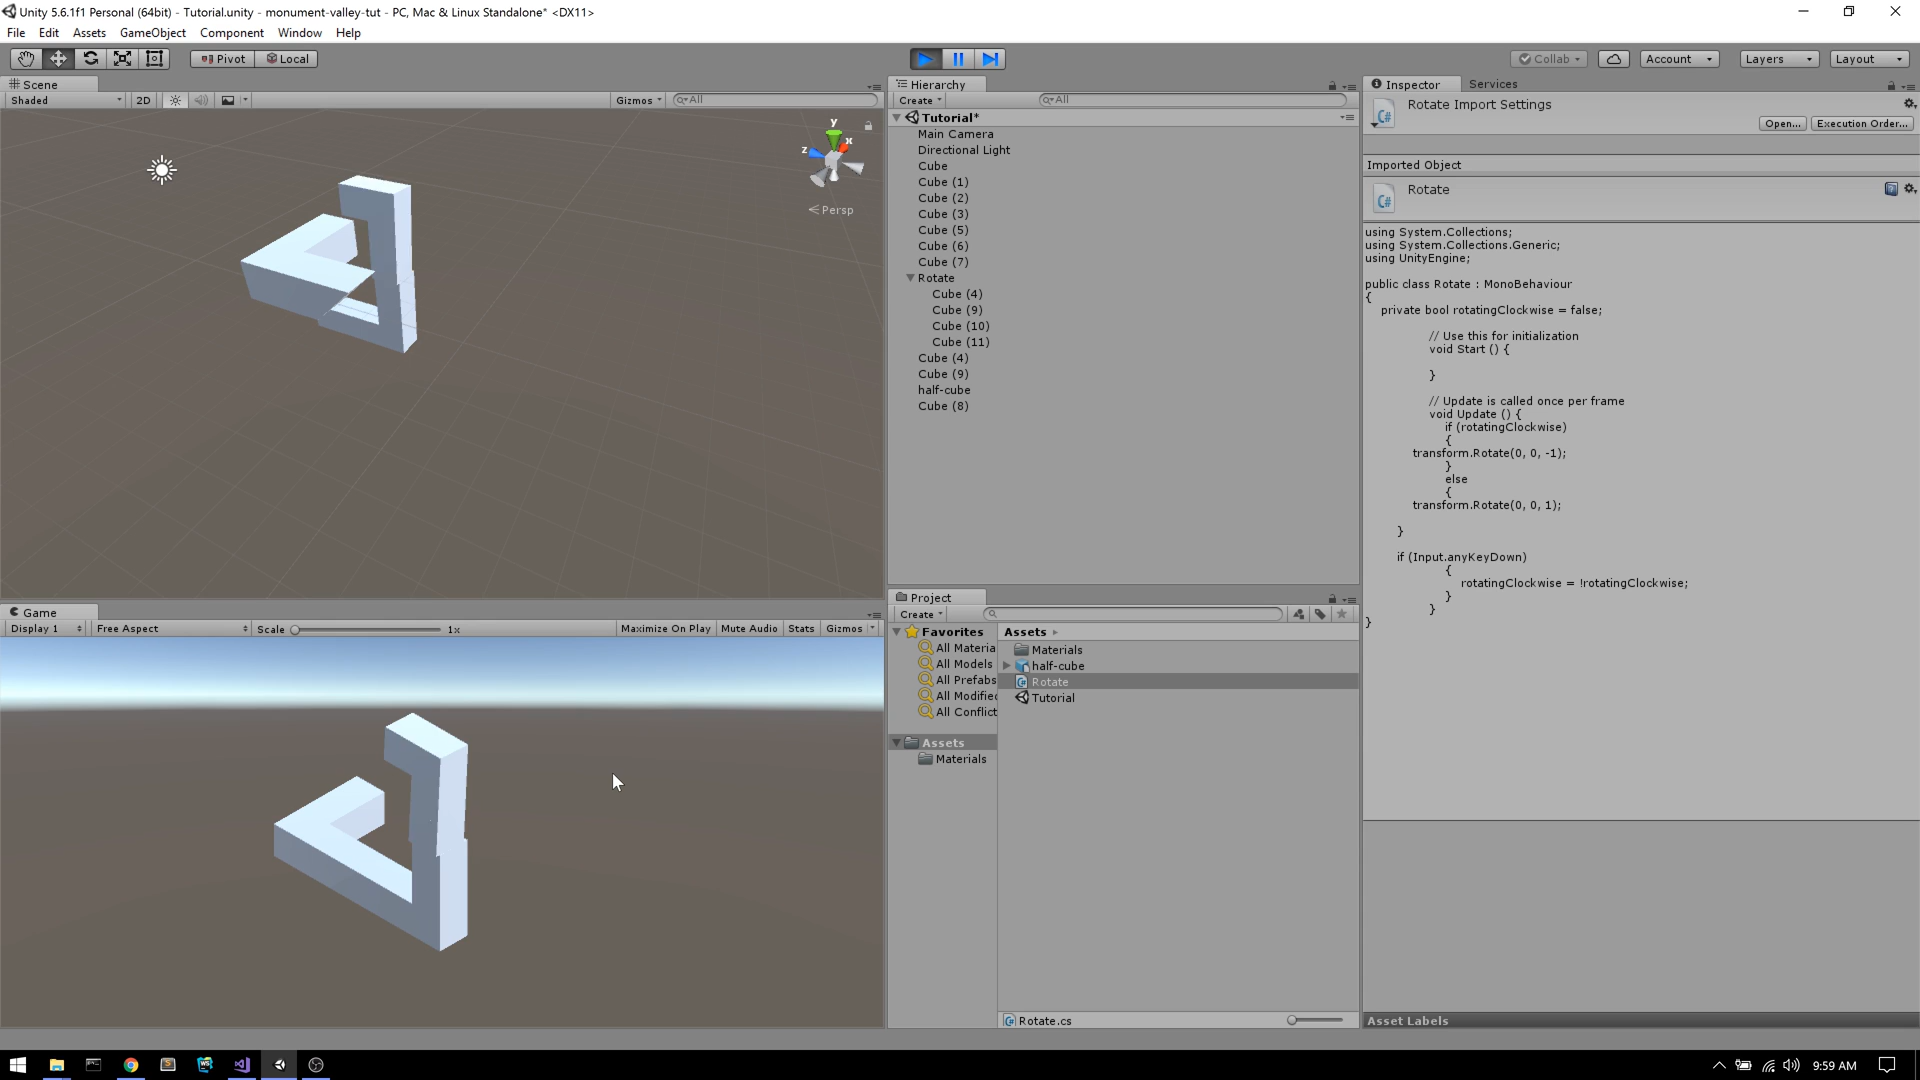 Unity 5.6.1f1 Personal (64bit) - Tutorial.unity - monument-valley-tut - PC, Mac & Linux Standalone* <DX11>
File Edit Assets GameObject Component Window Help
Pivot Local
Collab Account Layers Layout
Scene
Shaded 2D Gizmos All
y
x
z
Persp
Game
Display 1 Free Aspect Scale 1x Maximize On Play Mute Audio Stats Gizmos
Hierarchy
Create All
Tutorial*
Main Camera
Directional Light
Cube
Cube (1)
Cube (2)
Cube (3)
Cube (5)
Cube (6)
Cube (7)
Rotate
Cube (4)
Cube (9)
Cube (10)
Cube (11)
Cube (4)
Cube (9)
half-cube
Cube (8)
Project
Create
Favorites
All Materia
All Models
All Prefabs
All Modified
All Conflict
Assets
Materials
Assets
Materials
half-cube
Rotate
Tutorial
Rotate.cs
Inspector Services
Rotate Import Settings
Open... Execution Order...
Imported Object
Rotate
using System.Collections;
using System.Collections.Generic;
using UnityEngine;
public class Rotate : MonoBehaviour
{
private bool rotatingClockwise = false;
// Use this for initialization
void Start () {
}
// Update is called once per frame
void Update () {
if (rotatingClockwise)
{
transform.Rotate(0, 0, -1);
}
else
{
transform.Rotate(0, 0, 1);
}
if (Input.anyKeyDown)
{
rotatingClockwise = !rotatingClockwise;
}
}
}
Asset Labels
9:59 AM